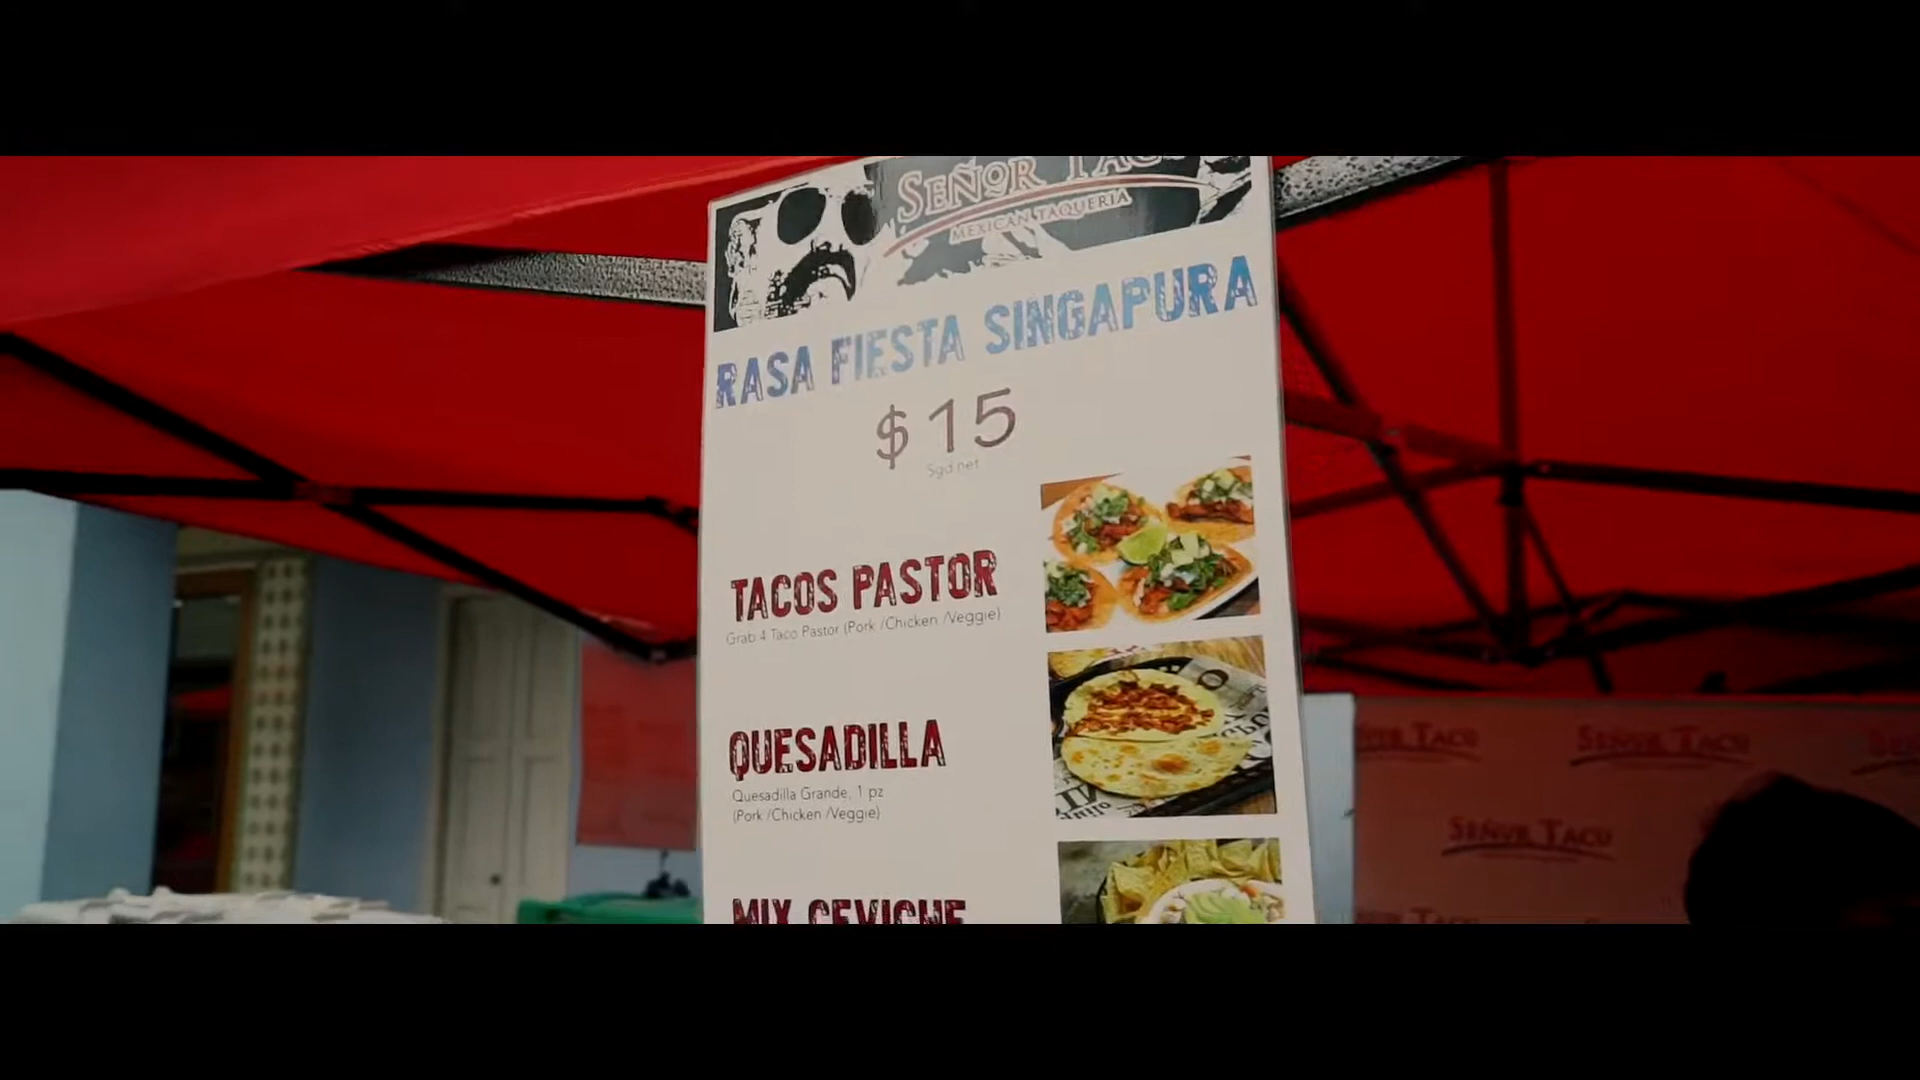 SEÑOR TACO
MEXICAN TAQUERIA
RASA FIESTA SINGAPURA
$15
Sgd net
TACOS PASTOR
Grab 4 Taco Pastor (Pork /Chicken /Veggie)
QUESADILLA
Quesadilla Grande, 1 pz
(Pork /Chicken /Veggie)
MIX CEVICHE
SEÑOR TACO
SEÑOR TACO
SEÑOR TACO